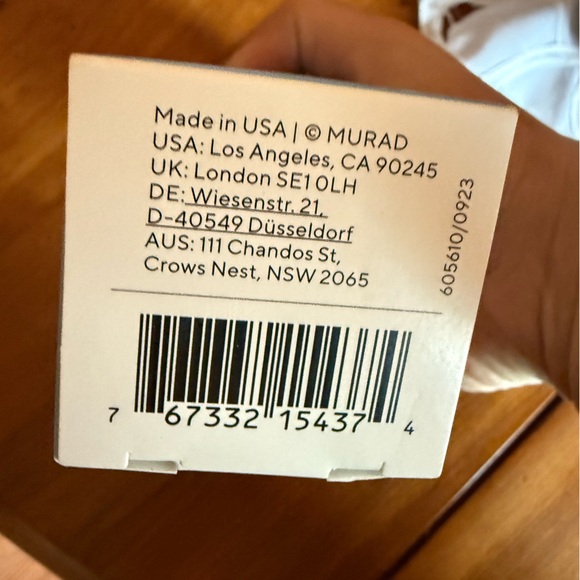 Made in USA | © MURAD
USA: Los Angeles, CA 90245
UK: London SE1 0LH
DE: Wiesenstr. 21,
D-40549 Düsseldorf
AUS: 111 Chandos St,
Crows Nest, NSW 2065
605610/0923
7 67332 15437 4